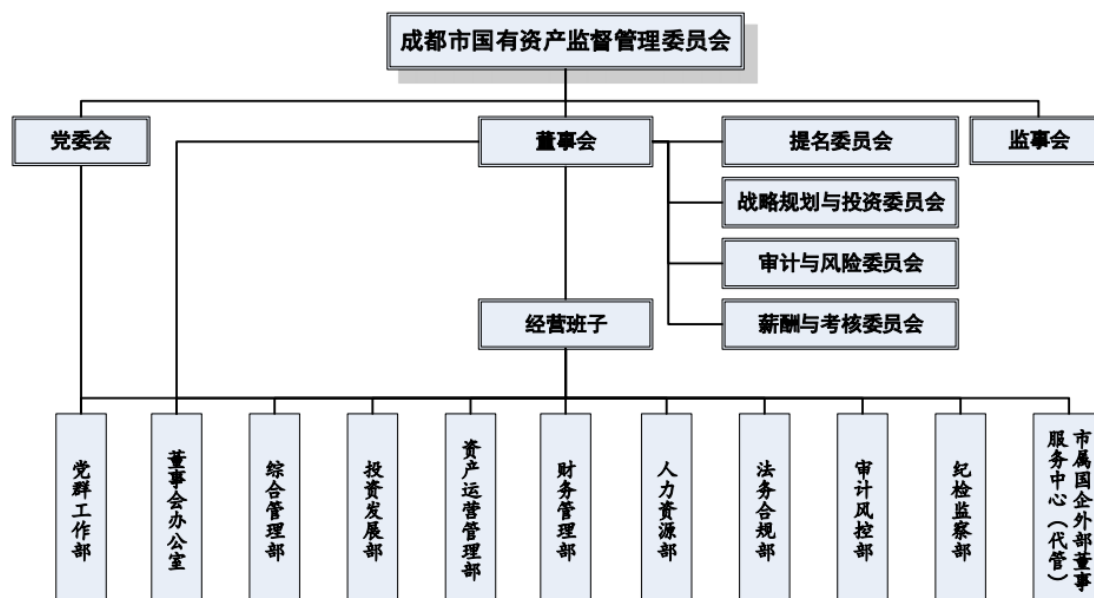 成都市国有资产监督管理委员会
党委会
董事会
提名委员会
监事会
战略规划与投资委员会
审计与风险委员会
经营班子
薪酬与考核委员会
党群工作部
董事会办公室
综合管理部
投资发展部
资产运营管理部
财务管理部
人力资源部
法务合规部
审计风控部
纪检监察部
市属国企外部董事
服务中心（代管）